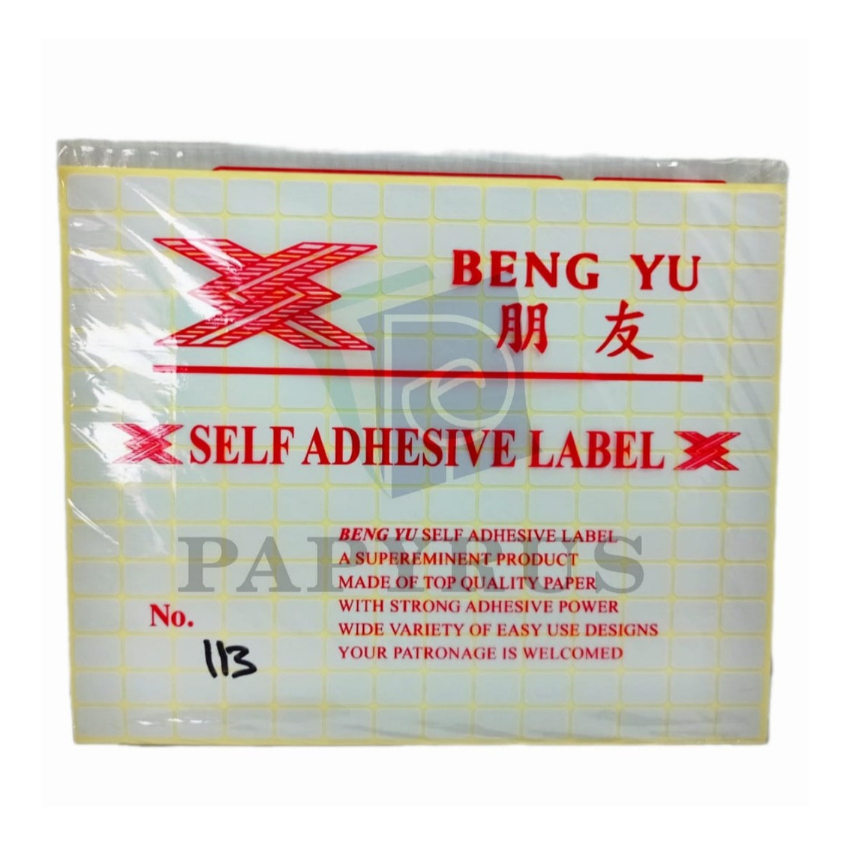 BENG YU
朋友
SELF ADHESIVE LABEL
BENG YU SELF ADHESIVE LABEL
A SUPEREMINENT PRODUCT
PAPYRUS
MADE OF TOP QUALITY PAPER
WITH STRONG ADHESIVE POWER
WIDE VARIETY OF EASY USE DESIGNS
YOUR PATRONAGE IS WELCOMED
No.
113